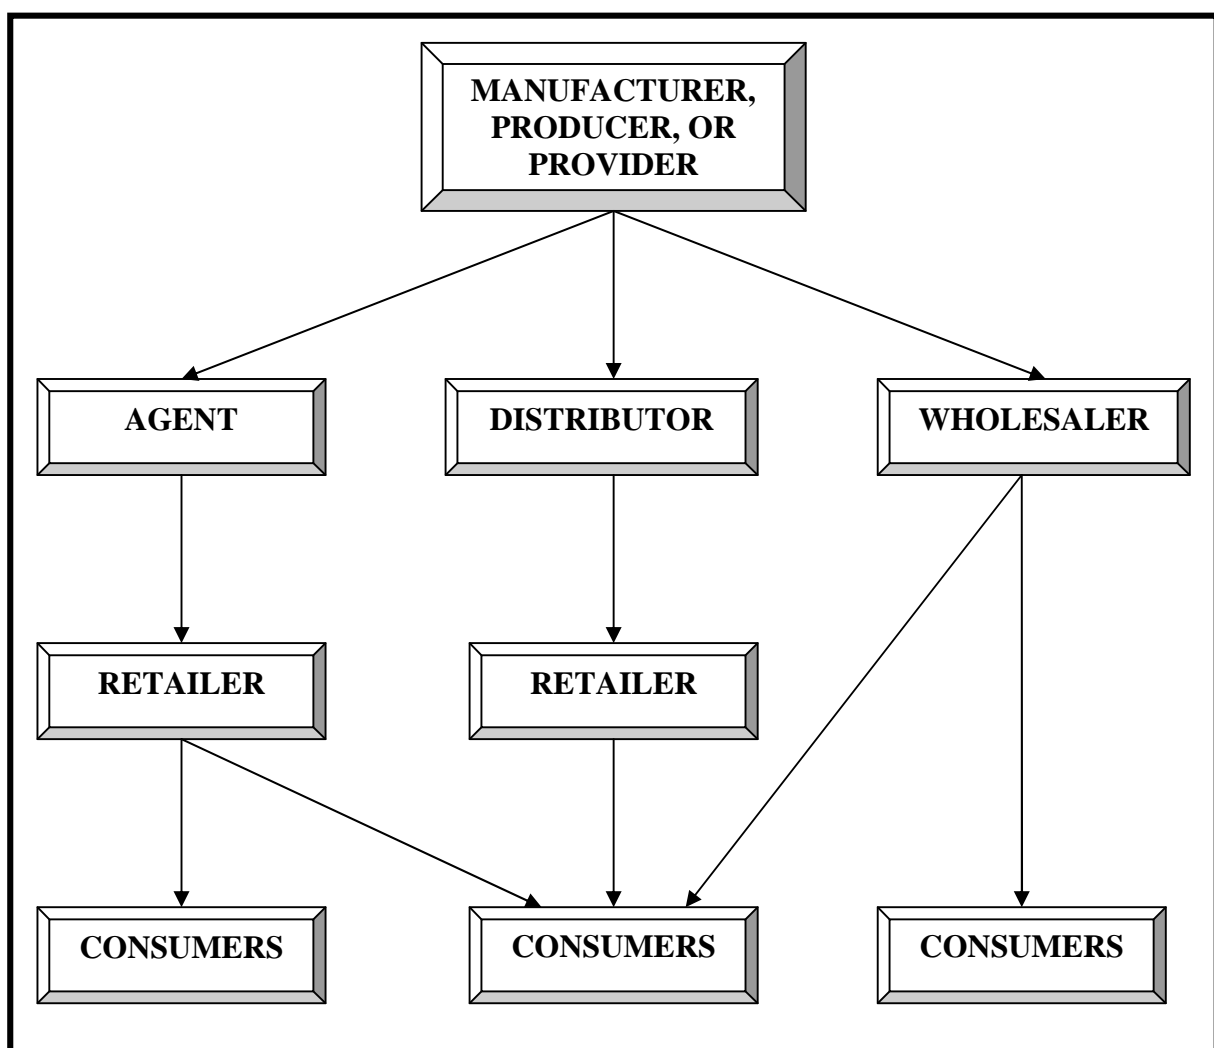 MANUFACTURER,
PRODUCER, OR
PROVIDER
AGENT
DISTRIBUTOR
WHOLESALER
RETAILER
RETAILER
CONSUMERS
CONSUMERS
CONSUMERS